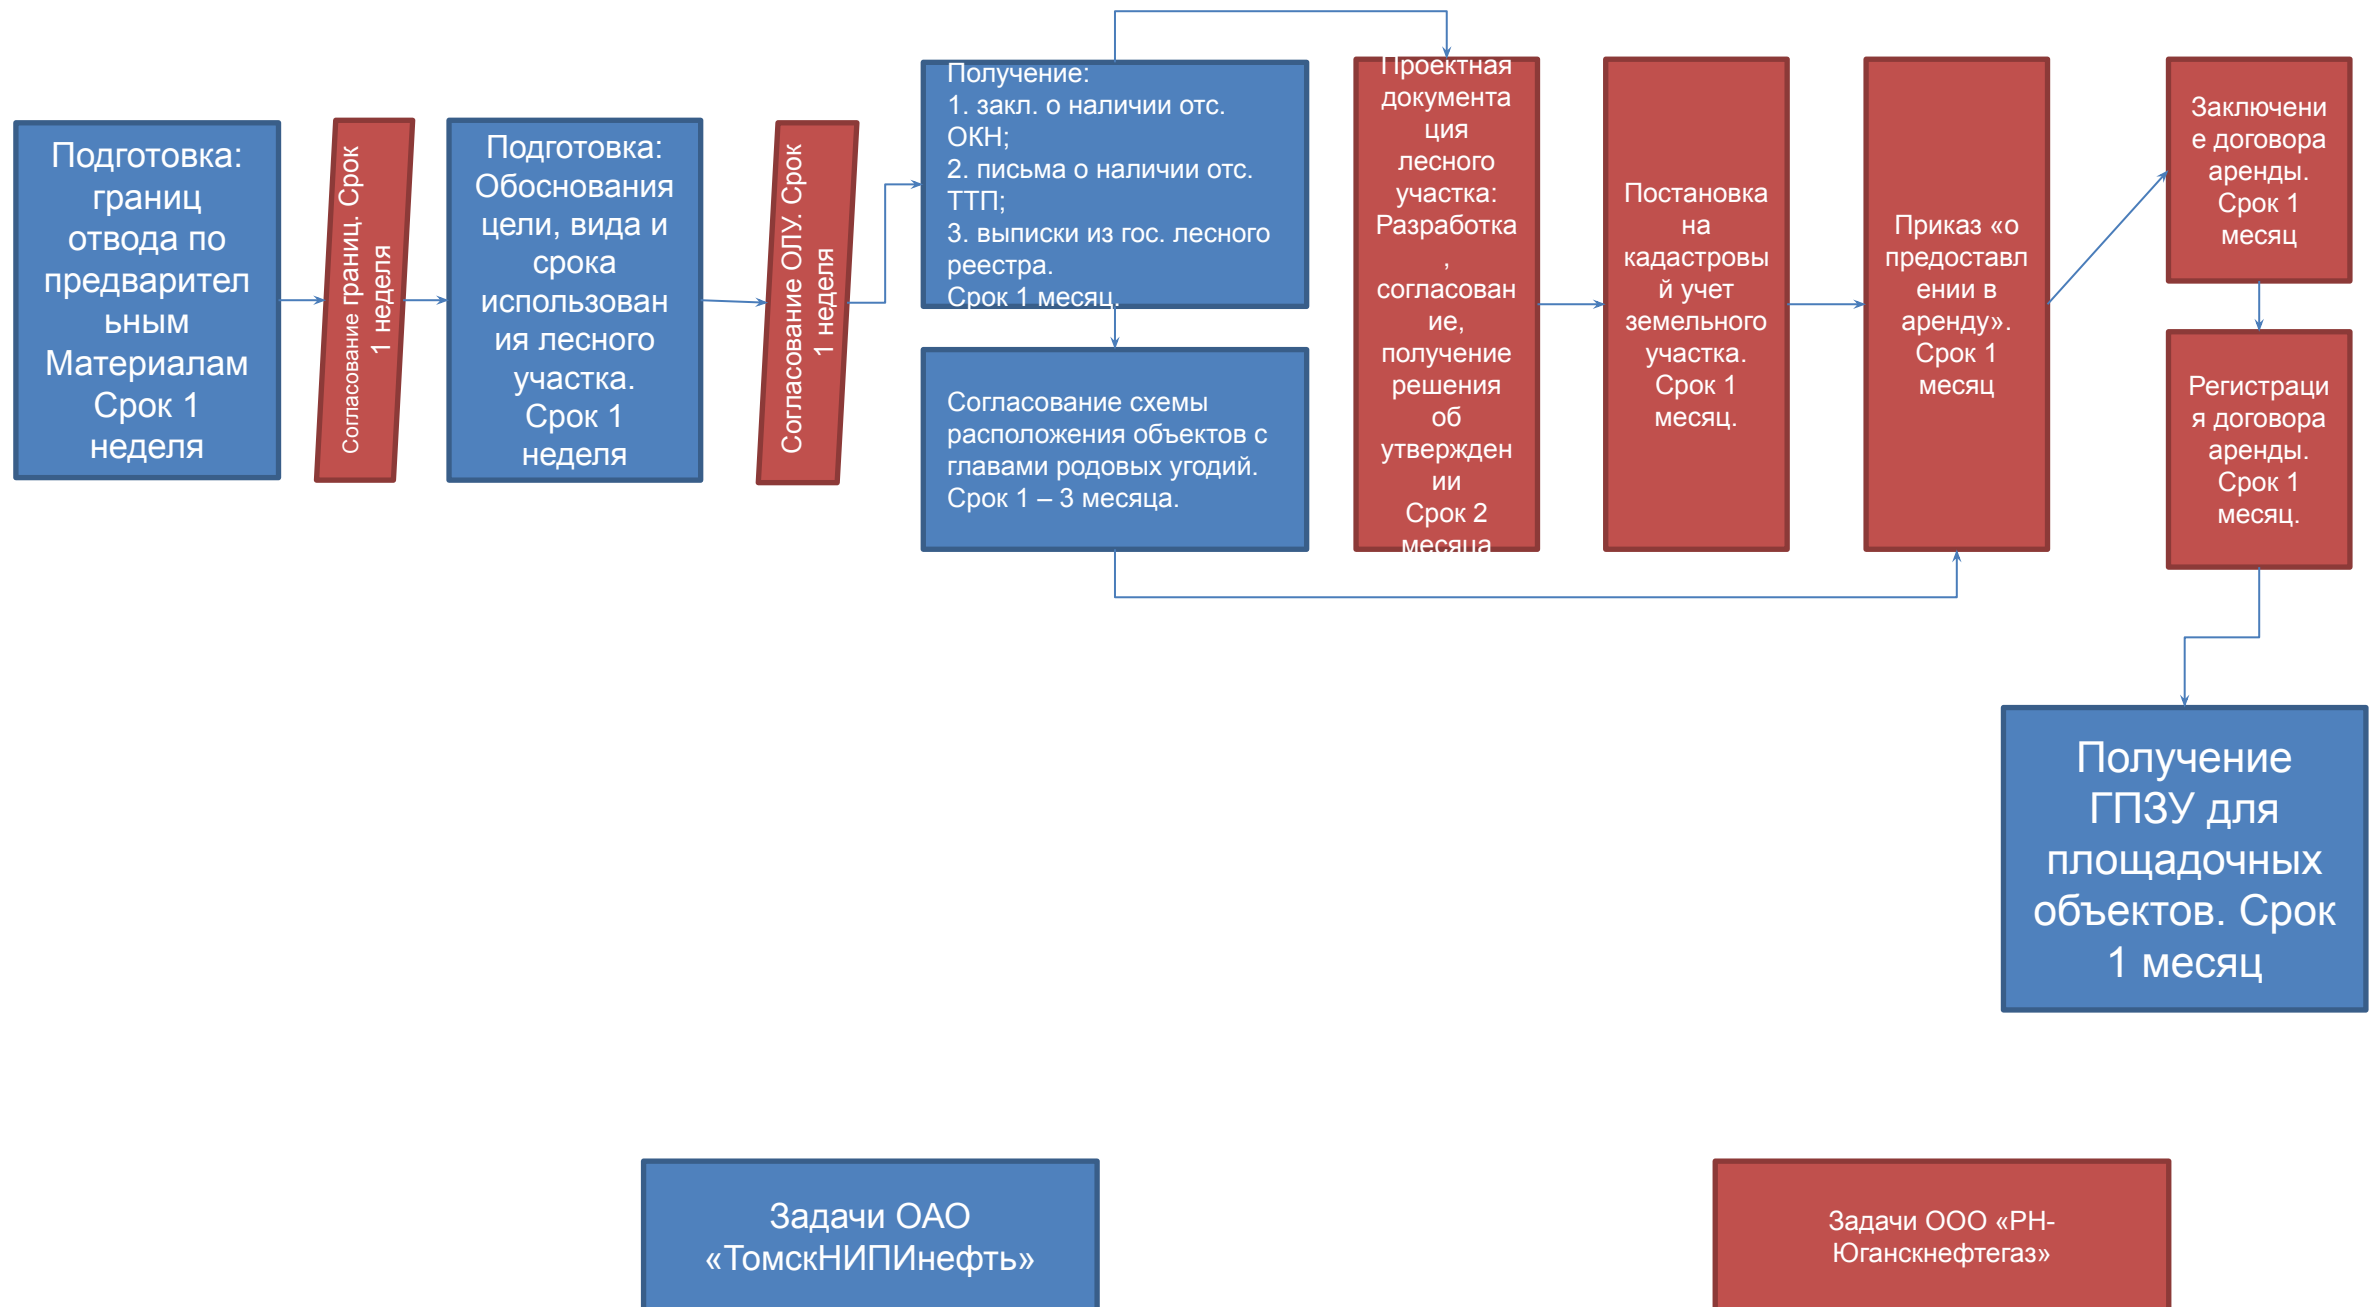 Подготовка:
границ
отвода по
предварител
ьным
Материалам
Срок 1
неделя
Согласование границ. Срок
1 неделя
Подготовка:
Обоснования
цели, вида и
срока
использован
ия лесного
участка.
Срок 1
неделя
Согласование ОЛУ. Срок
1 неделя
Получение:
1. закл. о наличии отс.
ОКН;
2. письма о наличии отс.
ТТП;
3. выписки из гос. лесного
реестра.
Срок 1 месяц.
Согласование схемы
расположения объектов с
главами родовых угодий.
Срок 1 – 3 месяца.
Проектная
документа
ция
лесного
участка:
Разработка
,
согласован
ие,
получение
решения
об
утвержден
ии
Срок 2
месяца
Постановка
на
кадастровы
й учет
земельного
участка.
Срок 1
месяц.
Приказ «о
предоставл
ении в
аренду».
Срок 1
месяц
Заключени
е договора
аренды.
Срок 1
месяц
Регистраци
я договора
аренды.
Срок 1
месяц.
Получение
ГПЗУ для
площадочных
объектов. Срок
1 месяц
Задачи ОАО
«ТомскНИПИнефть»
Задачи ООО «РН-
Юганскнефтегаз»